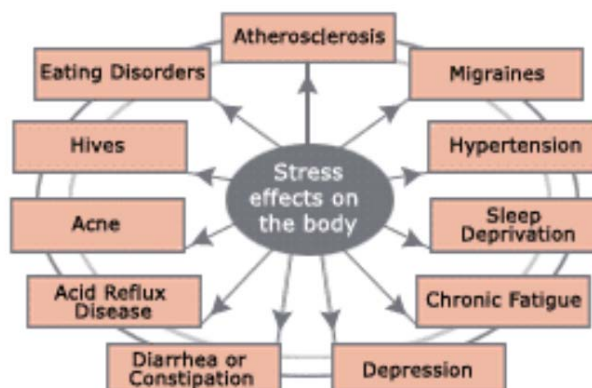 Atherosclerosis
Eating Disorders
Migraines
Hives
Hypertension
Stress
effects on
the body
Acne
Sleep
Deprivation
Acid Reflux
Disease
Chronic Fatigue
Diarrhea or
Constipation
Depression